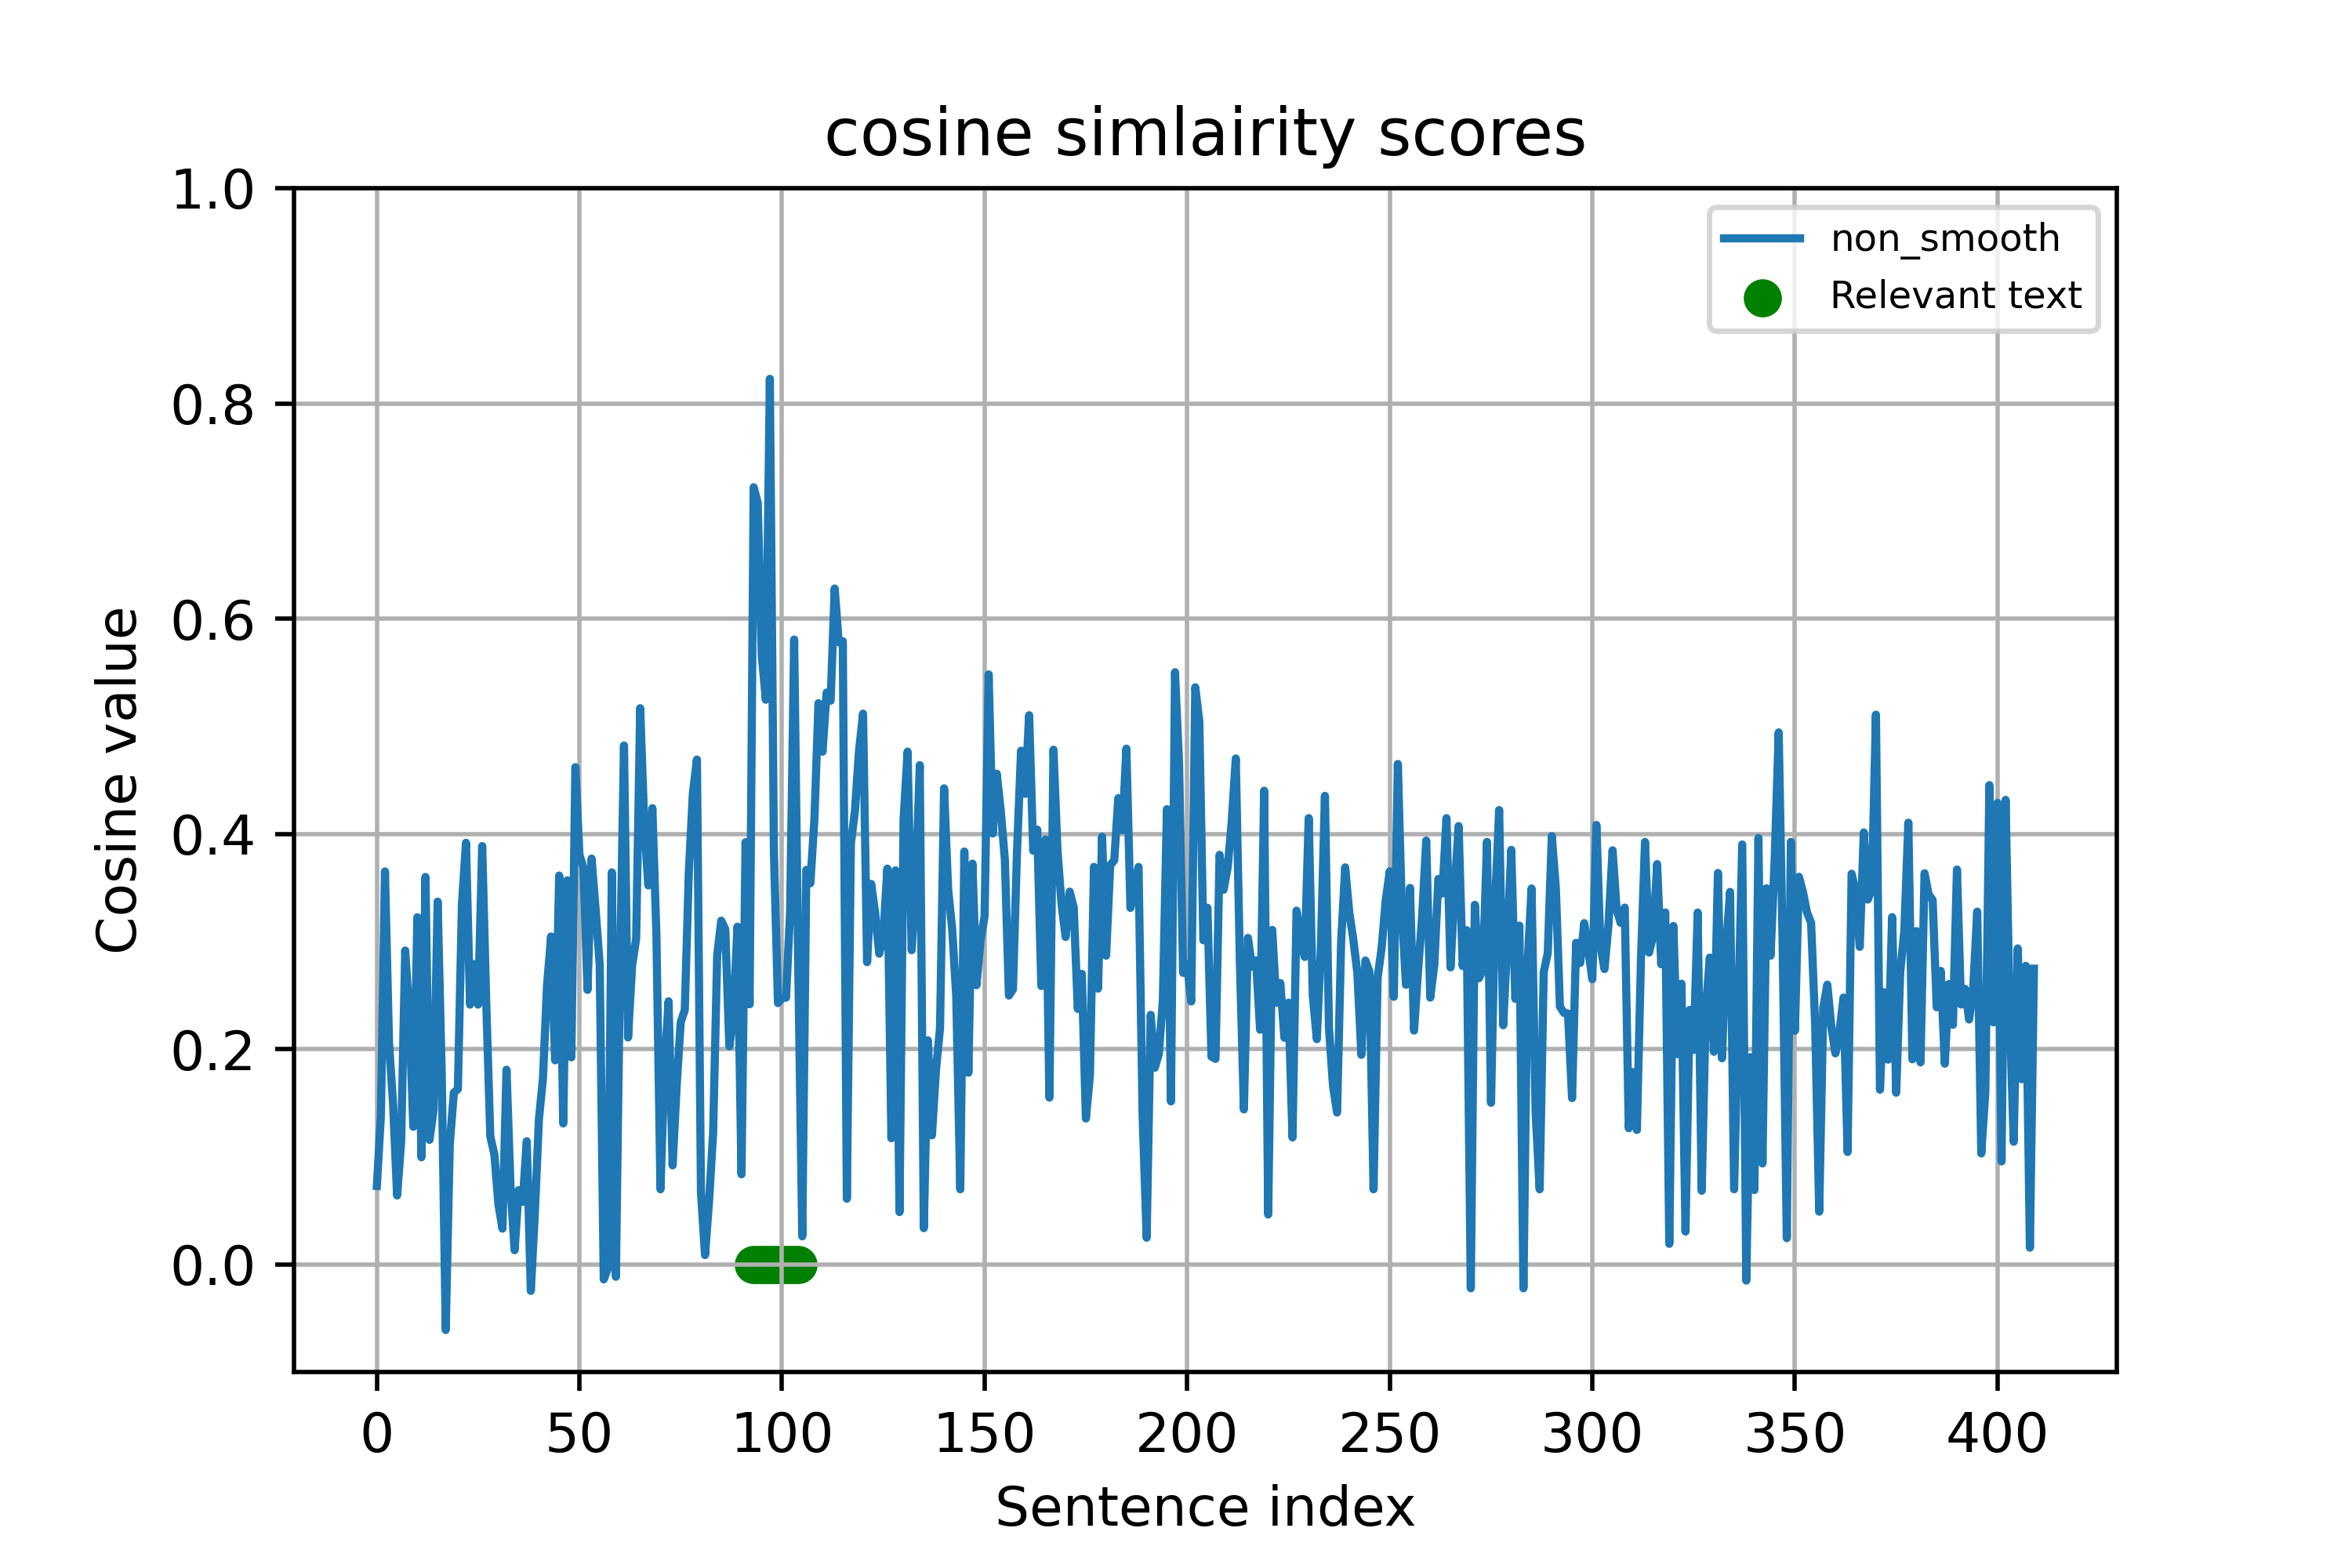 cosine simlairity scores
1.0
0.8
0.6
0.4
0.2
0.0
Cosine value
non_smooth
Relevant text
0 50 100 150 200 250 300 350 400
Sentence index